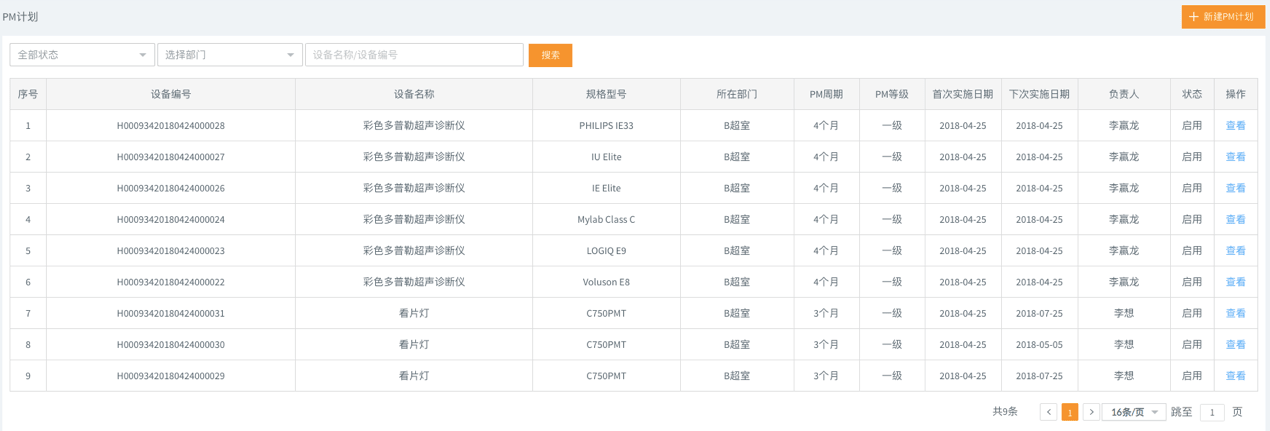 PM计划
新建PM计划
全部状态 选择部门 设备名称/设备编号 搜索
序号 设备编号 设备名称 规格型号 所在部门 PM周期 PM等级 首次实施日期 下次实施日期 负责人 状态 操作
1 H00093420180424000028 彩色多普勒超声诊断仪 PHILIPS IE33 B超室 4个月 一级 2018-04-25 2018-04-25 李赢龙 启用 查看
2 H00093420180424000027 彩色多普勒超声诊断仪 IU Elite B超室 4个月 一级 2018-04-25 2018-04-25 李赢龙 启用 查看
3 H00093420180424000026 彩色多普勒超声诊断仪 IE Elite B超室 4个月 一级 2018-04-25 2018-04-25 李赢龙 启用 查看
4 H00093420180424000024 彩色多普勒超声诊断仪 Mylab Class C B超室 4个月 一级 2018-04-25 2018-04-25 李赢龙 启用 查看
5 H00093420180424000023 彩色多普勒超声诊断仪 LOGIQ E9 B超室 4个月 一级 2018-04-25 2018-04-25 李赢龙 启用 查看
6 H00093420180424000022 彩色多普勒超声诊断仪 Voluson E8 B超室 4个月 一级 2018-04-25 2018-04-25 李赢龙 启用 查看
7 H00093420180424000031 看片灯 C750PMT B超室 3个月 一级 2018-04-25 2018-07-25 李想 启用 查看
8 H00093420180424000030 看片灯 C750PMT B超室 3个月 一级 2018-04-25 2018-05-05 李想 启用 查看
9 H00093420180424000029 看片灯 C750PMT B超室 3个月 一级 2018-04-25 2018-07-25 李想 启用 查看
共9条 < 1 > 16条/页 跳至 1 页